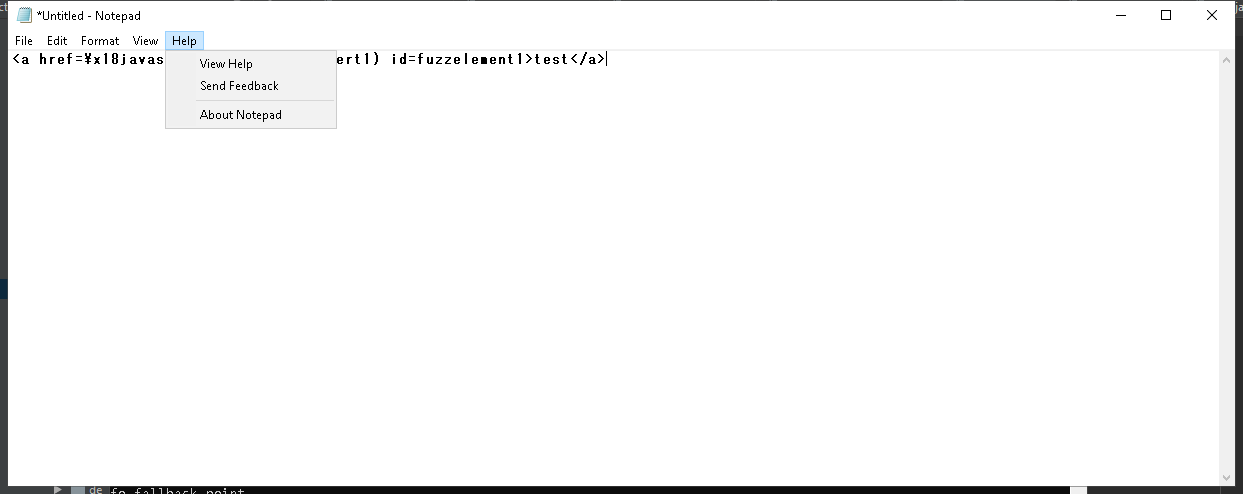 *Untitled - Notepad
File Edit Format View Help
<a href=¥x18javas ert1) id=fuzzelement1>test</a>
View Help
Send Feedback
About Notepad
de fo fallback point